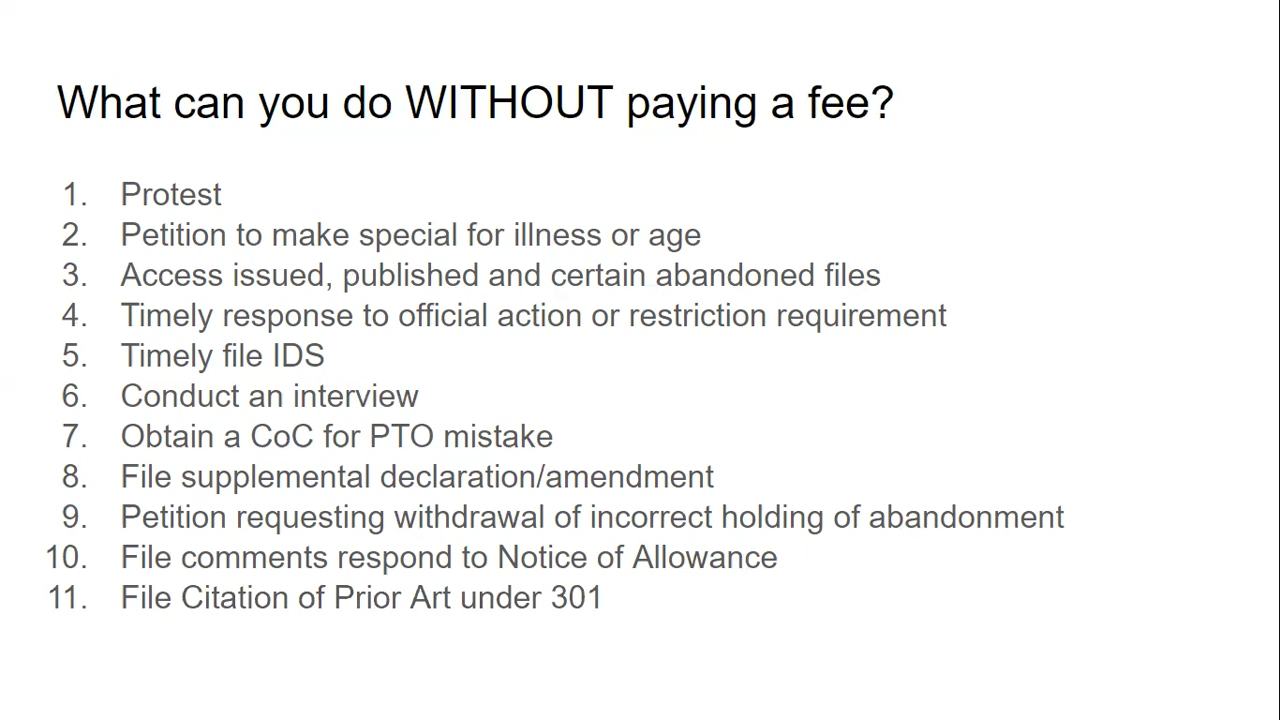 What can you do WITHOUT paying a fee?
1. Protest
2. Petition to make special for illness or age
3. Access issued, published and certain abandoned files
4. Timely response to official action or restriction requirement
5. Timely file IDS
6. Conduct an interview
7. Obtain a CoC for PTO mistake
8. File supplemental declaration/amendment
9. Petition requesting withdrawal of incorrect holding of abandonment
10. File comments respond to Notice of Allowance
11. File Citation of Prior Art under 301